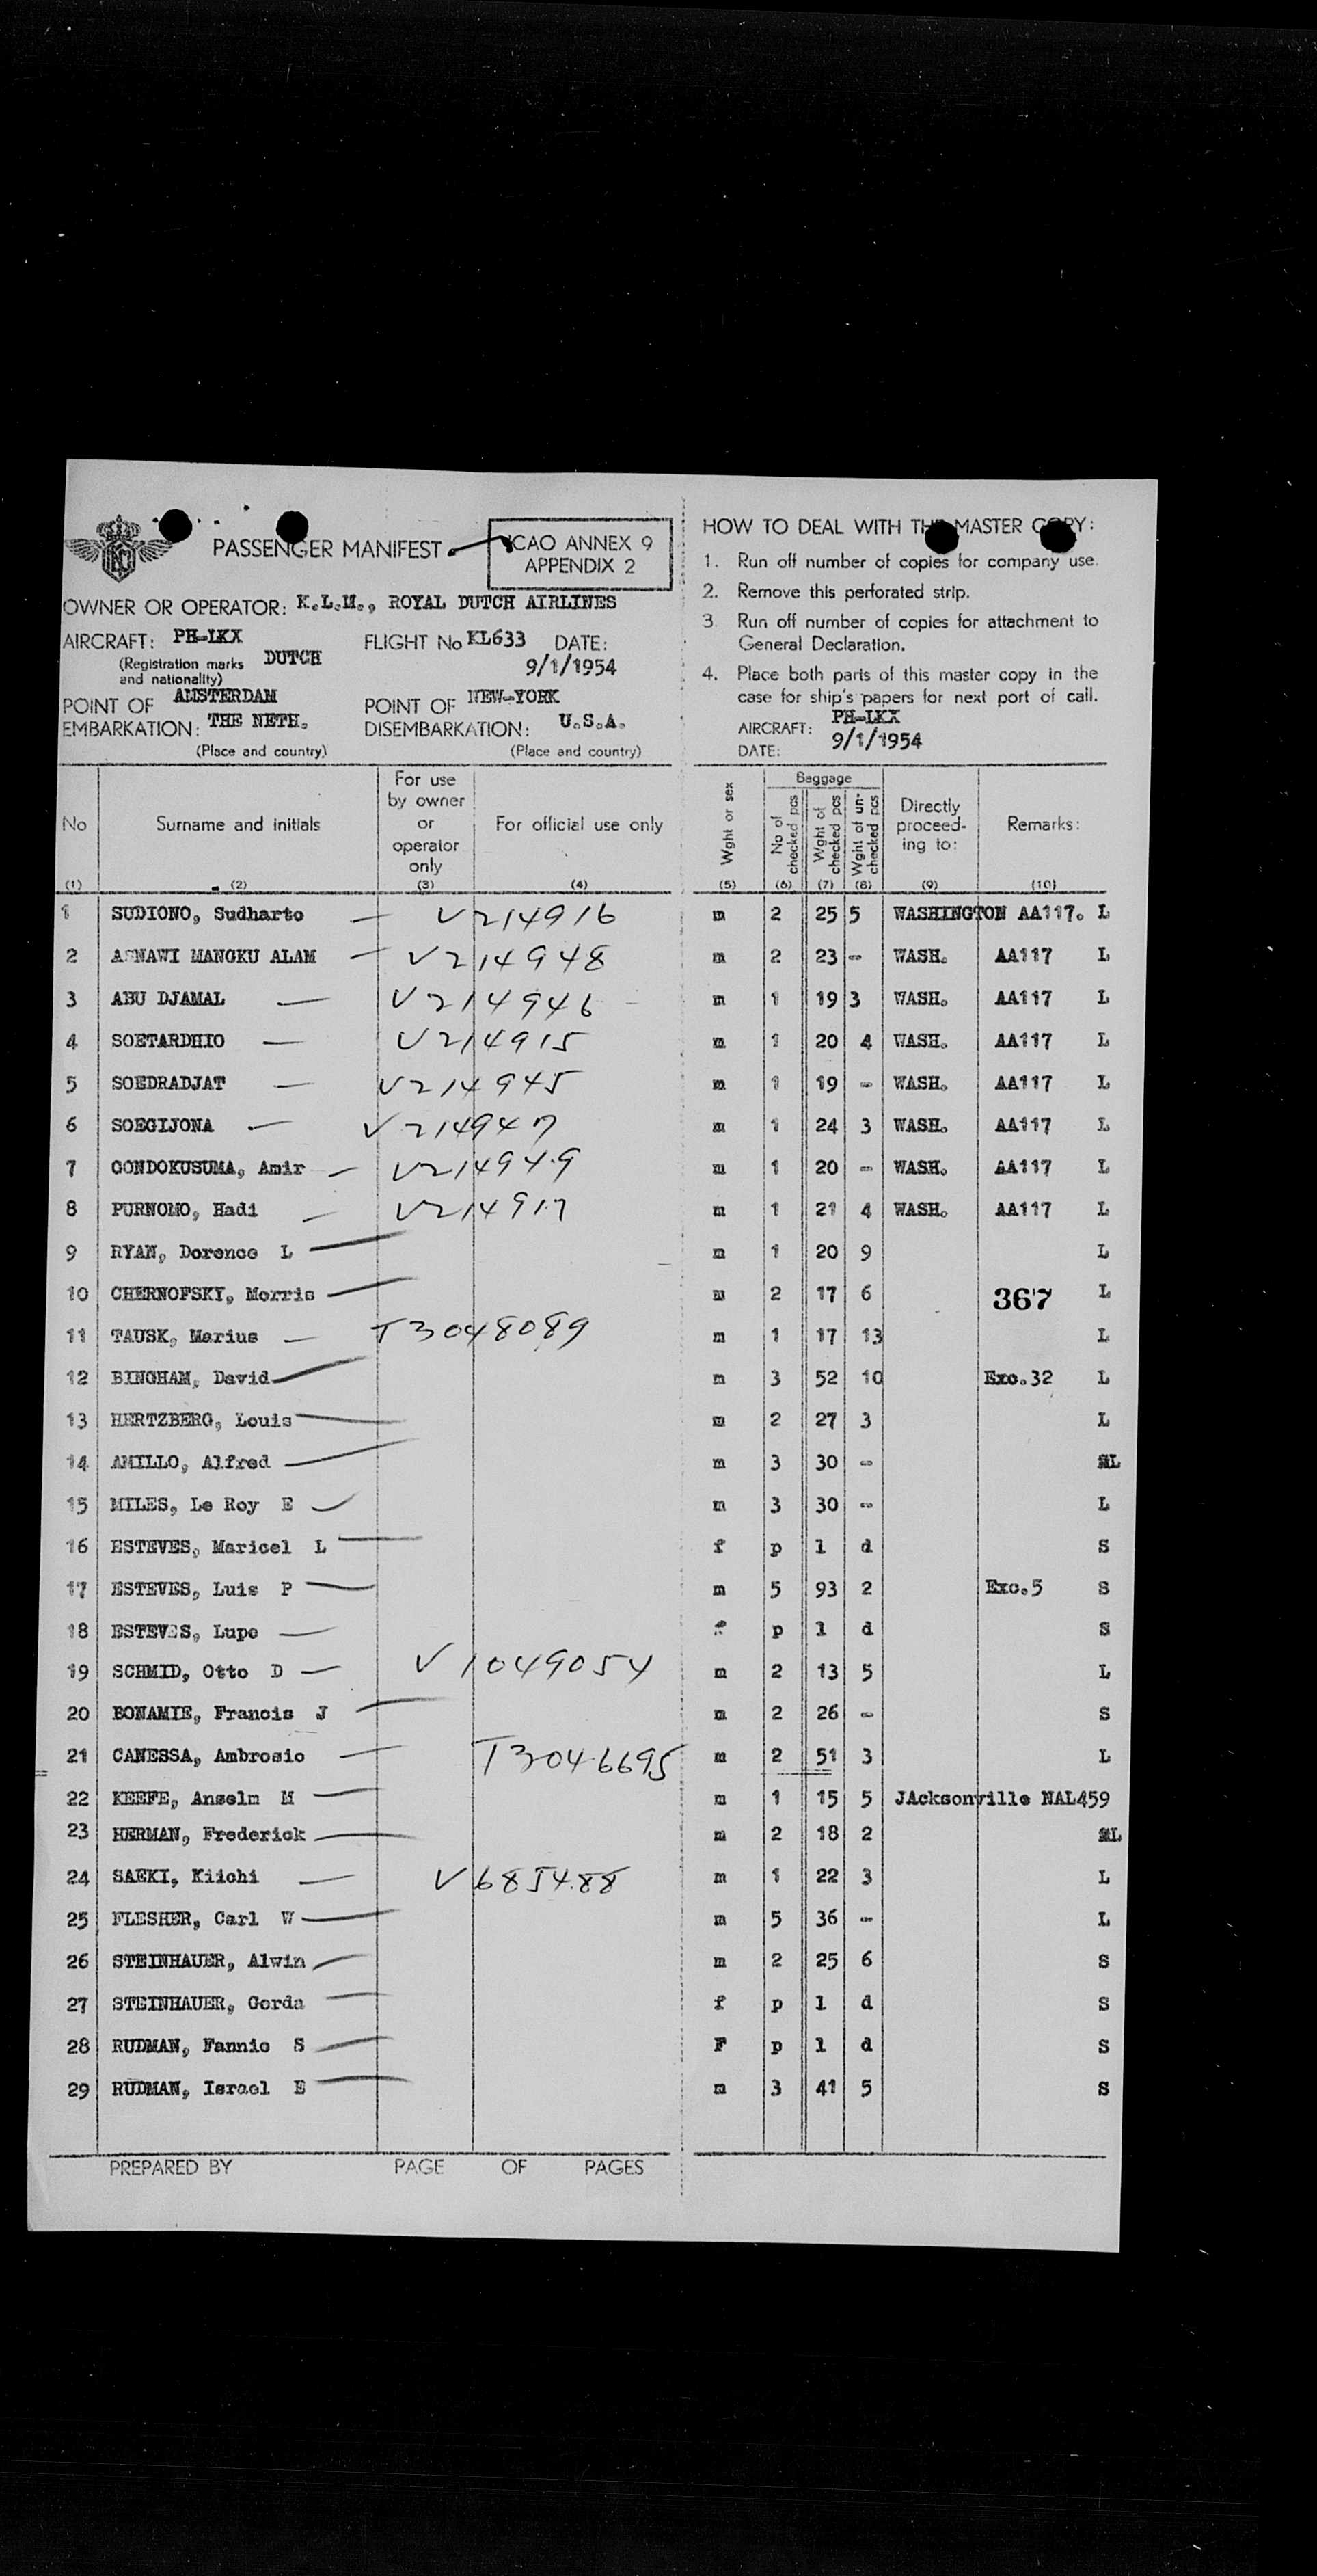 PASSENGER MANIFEST
ICAO ANNEX 9
APPENDIX 2
OWNER OR OPERATOR: K.L.M., ROYAL DUTCH AIRLINES
AIRCRAFT: PH-LKX FLIGHT No KL633 DATE:
(Registration marks and nationality) DUTCH 9/1/1954
POINT OF EMBARKATION: AMSTERDAM THE NETH.
(Place and country)
POINT OF DISEMBARKATION: NEW-YORK U.S.A.
(Place and country)
HOW TO DEAL WITH THE MASTER COPY:
1. Run off number of copies for company use.
2. Remove this perforated strip.
3. Run off number of copies for attachment to
General Declaration.
4. Place both parts of this master copy in the
case for ship's papers for next port of call.
AIRCRAFT: PH-LKX
DATE: 9/1/1954
No Surname and initials For use by owner or operator only For official use only Wght or sex Baggage No of checked pcs Wght of checked pcs Wght of un-checked pcs Directly proceed-ing to: Remarks:
(1) (2) (3) (4) (5) (6) (7) (8) (9) (10)
1 SUDIONO, Sudharto V214916 m 2 25 5 WASHINGTON AA117. L
2 ASNAWI MANGKU ALAM V214948 m 2 23 - WASH. AA117 L
3 ABU DJAMAL V214946 m 1 19 3 WASH. AA117 L
4 SOETARDHIO V214915 m 1 20 4 WASH. AA117 L
5 SOEDRADJAT V214945 m 1 19 - WASH. AA117 L
6 SOEGIJONA V214947 m 1 24 3 WASH. AA117 L
7 GONDOKUSUMA, Amir V214949 m 1 20 - WASH. AA117 L
8 PURNOMO, Hadi V214917 m 1 21 4 WASH. AA117 L
9 RYAN, Dorence L m 1 20 9 L
10 CHERNOFSKY, Morris m 2 17 6 367 L
11 TAUSK, Marius T3048089 m 1 17 13 L
12 BINGHAM, David m 3 52 10 Exc.32 L
13 HERTZBERG, Louis m 2 27 3 L
14 AMILLO, Alfred m 3 30 - L
15 MILES, Le Roy E m 3 30 - L
16 ESTEVES, Maricel L f p l d S
17 ESTEVES, Luis P m 5 93 2 Exc.5 S
18 ESTEVES, Lupe f p l d S
19 SCHMID, Otto D V1049054 m 2 13 5 L
20 BONAMIE, Francis J m 2 26 - S
21 CANESSA, Ambrosio T3046695 m 2 51 3 L
22 KEEFE, Anselm M m 1 15 5 JAcksonville NAL459
23 HERMAN, Frederick m 2 18 2 L
24 SAEKI, Kiichi V685488 m 1 22 3 L
25 FLESHER, Carl W m 5 36 - L
26 STEINHAUER, Alwin m 2 25 6 S
27 STEINHAUER, Gerda f p l d S
28 RUDMAN, Fannie S F p l d S
29 RUDMAN, Israel E m 3 41 5 S
PREPARED BY PAGE OF PAGES